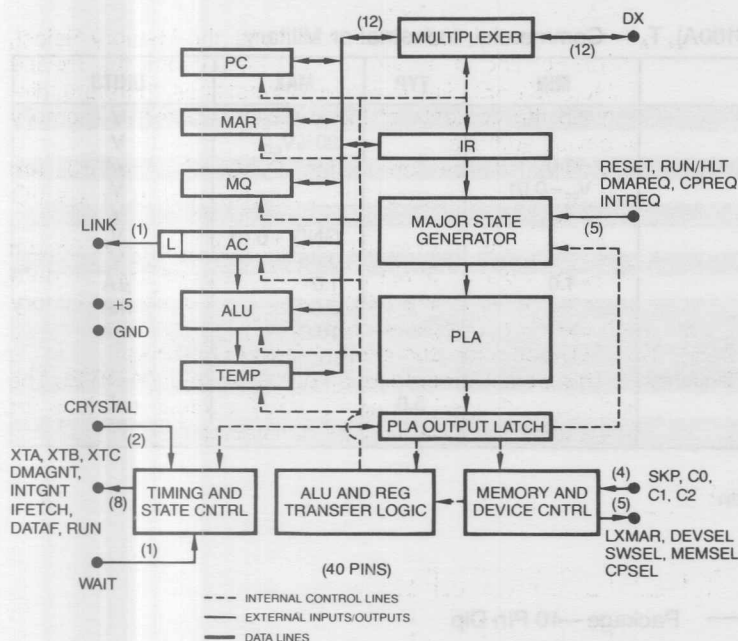 (12)
MULTIPLEXER
DX
(12)
PC
MAR
IR
RESET, RUN/HLT
DMAREQ, CPREQ
INTREQ
(5)
MQ
LINK
(1)
L
AC
MAJOR STATE
GENERATOR
+5
GND
ALU
PLA
TEMP
CRYSTAL
(2)
PLA OUTPUT LATCH
XTA, XTB, XTC
DMAGNT,
INTGNT
IFETCH,
DATAF, RUN
(8)
TIMING AND
STATE CNTRL
ALU AND REG
TRANSFER LOGIC
MEMORY AND
DEVICE CNTRL
(4)
SKP, C0,
C1, C2
(5)
LXMAR, DEVSEL
SWSEL, MEMSEL
CPSEL
(1)
WAIT
(40 PINS)
INTERNAL CONTROL LINES
EXTERNAL INPUTS/OUTPUTS
DATA LINES